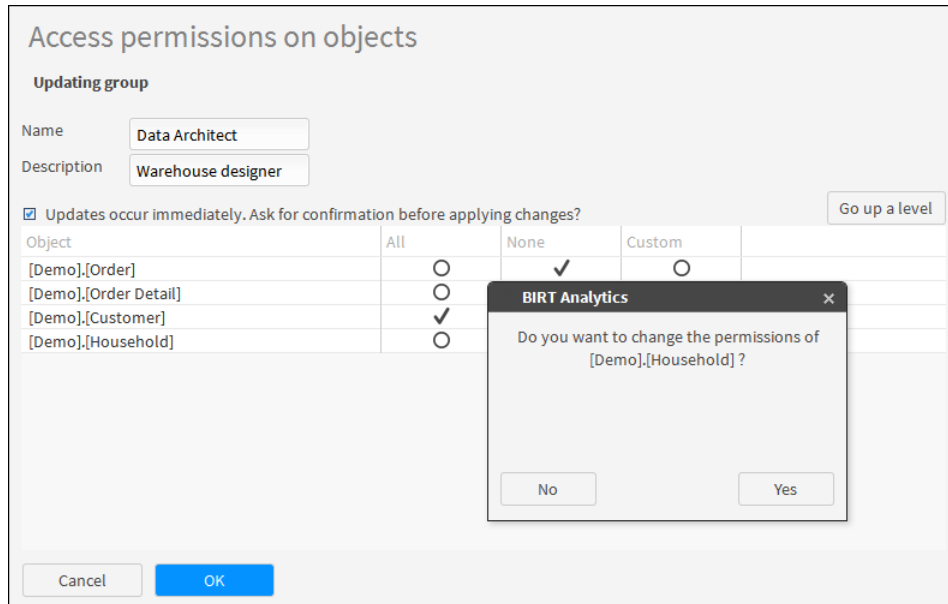 Access permissions on objects
Updating group
Name Data Architect
Description Warehouse designer
Updates occur immediately. Ask for confirmation before applying changes?
Go up a level
Object All None Custom
[Demo].[Order]
[Demo].[Order Detail]
[Demo].[Customer]
[Demo].[Household]
BIRT Analytics
Do you want to change the permissions of
[Demo].[Household] ?
No Yes
Cancel OK